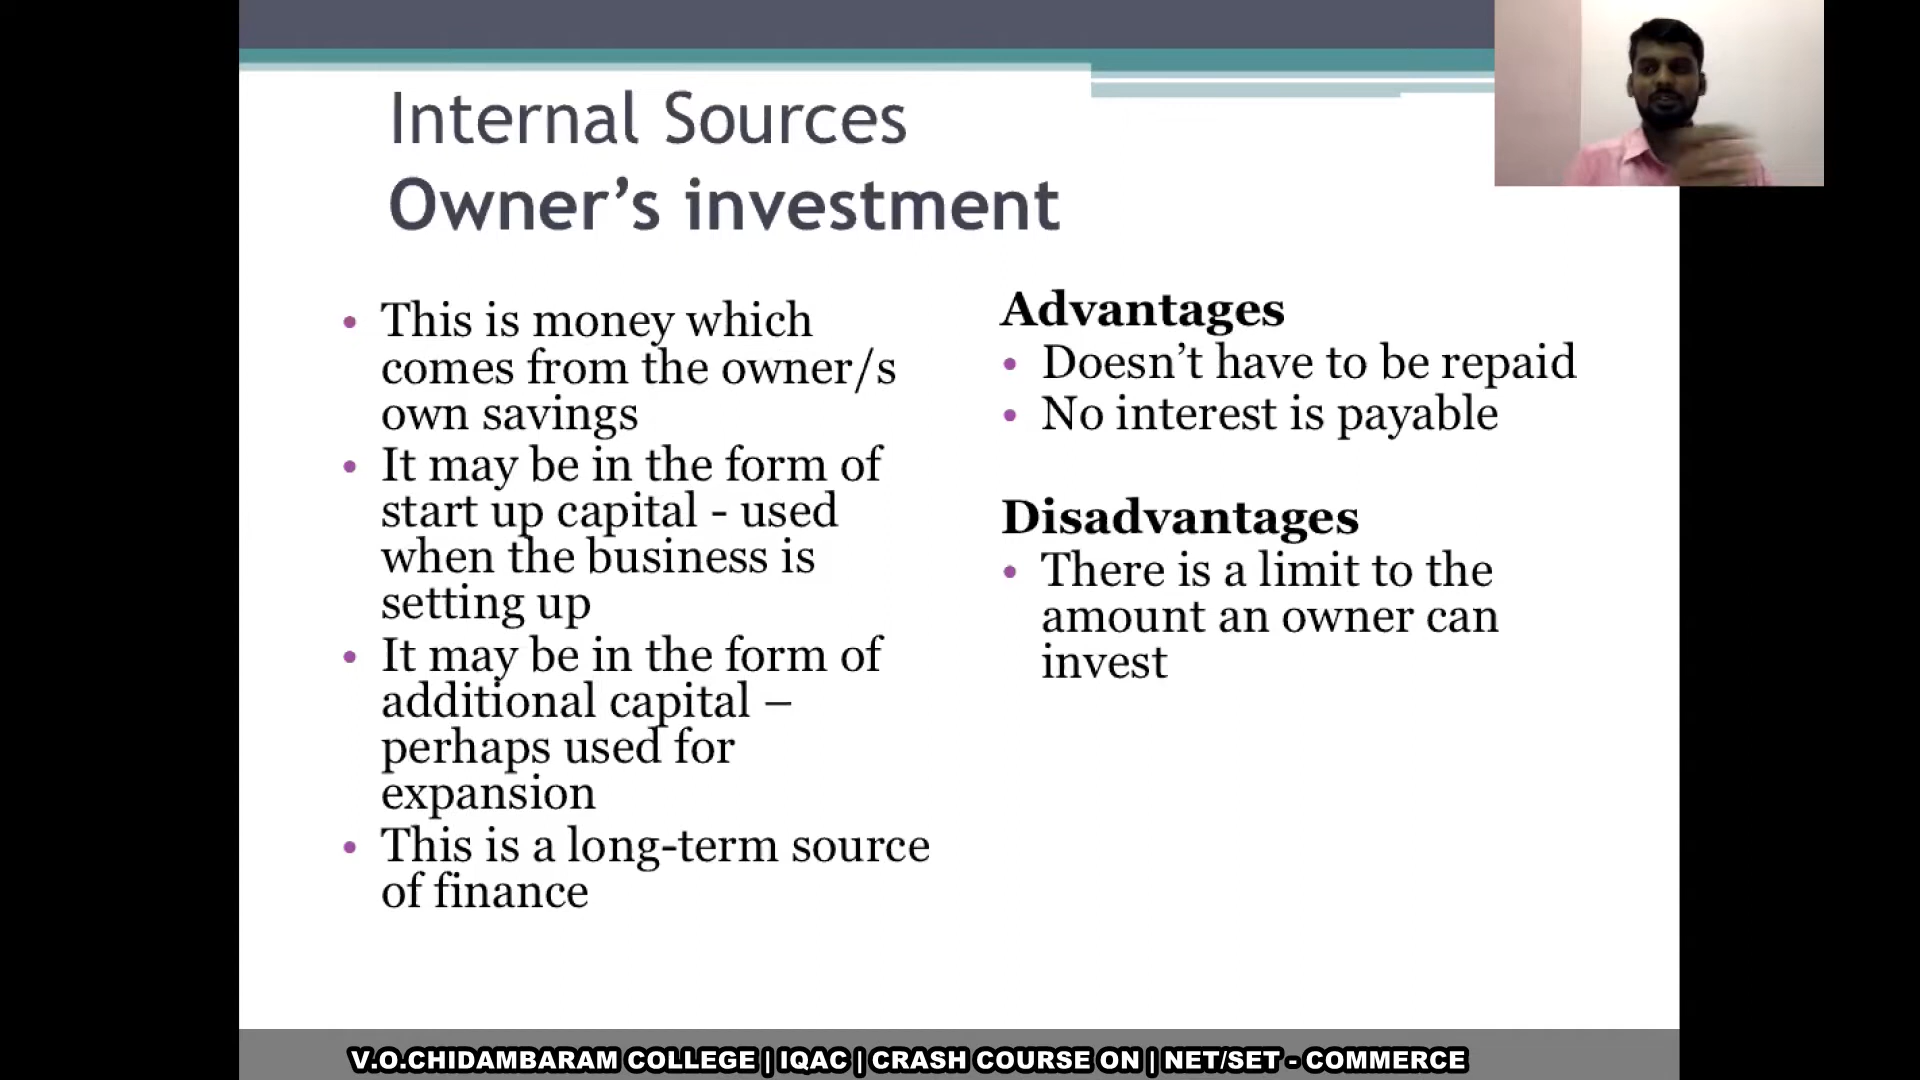 Internal Sources
Owner’s investment
• This is money which
comes from the owner/s
own savings
• It may be in the form of
start up capital - used
when the business is
setting up
• It may be in the form of
additional capital –
perhaps used for
expansion
• This is a long-term source
of finance
Advantages
• Doesn’t have to be repaid
• No interest is payable
Disadvantages
• There is a limit to the
amount an owner can
invest
V.O.CHIDAMBARAM COLLEGE | IQAC | CRASH COURSE ON | NET/SET - COMMERCE